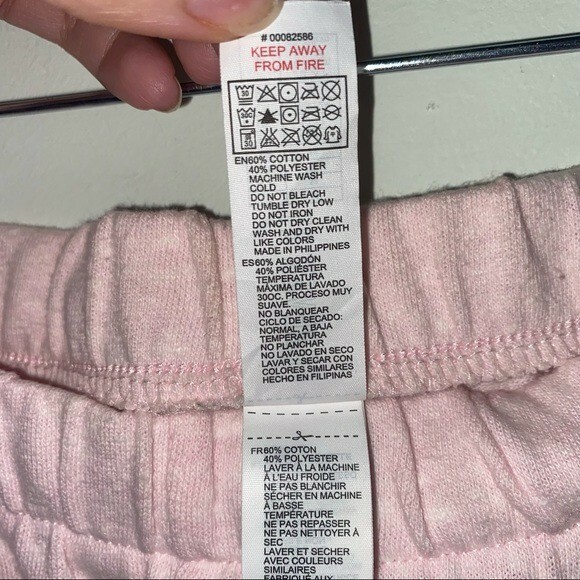 # 00082586
KEEP AWAY
FROM FIRE
EN60% COTTON
40% POLYESTER
MACHINE WASH
COLD
DO NOT BLEACH
TUMBLE DRY LOW
DO NOT IRON
DO NOT DRY CLEAN
WASH AND DRY WITH
LIKE COLORS
MADE IN PHILIPPINES
ES60% ALGODÓN
40% POLIÉSTER
TEMPERATURA
MÁXIMA DE LAVADO
30OC. PROCESO MUY
SUAVE.
NO BLANQUEAR
CICLO DE SECADO:
NORMAL, A BAJA
TEMPERATURA
NO PLANCHAR
NO LAVADO EN SECO
LAVAR Y SECAR CON
COLORES SIMILARES
HECHO EN FILIPINAS
FR60% COTON
40% POLYESTER
LAVER À LA MACHINE
À L'EAU FROIDE
NE PAS BLANCHIR
SÉCHER EN MACHINE
À BASSE
TEMPÉRATURE
NE PAS REPASSER
NE PAS NETTOYER À
SEC
LAVER ET SECHER
AVEC COULEURS
SIMILAIRES
FABRIQUÉ AUX